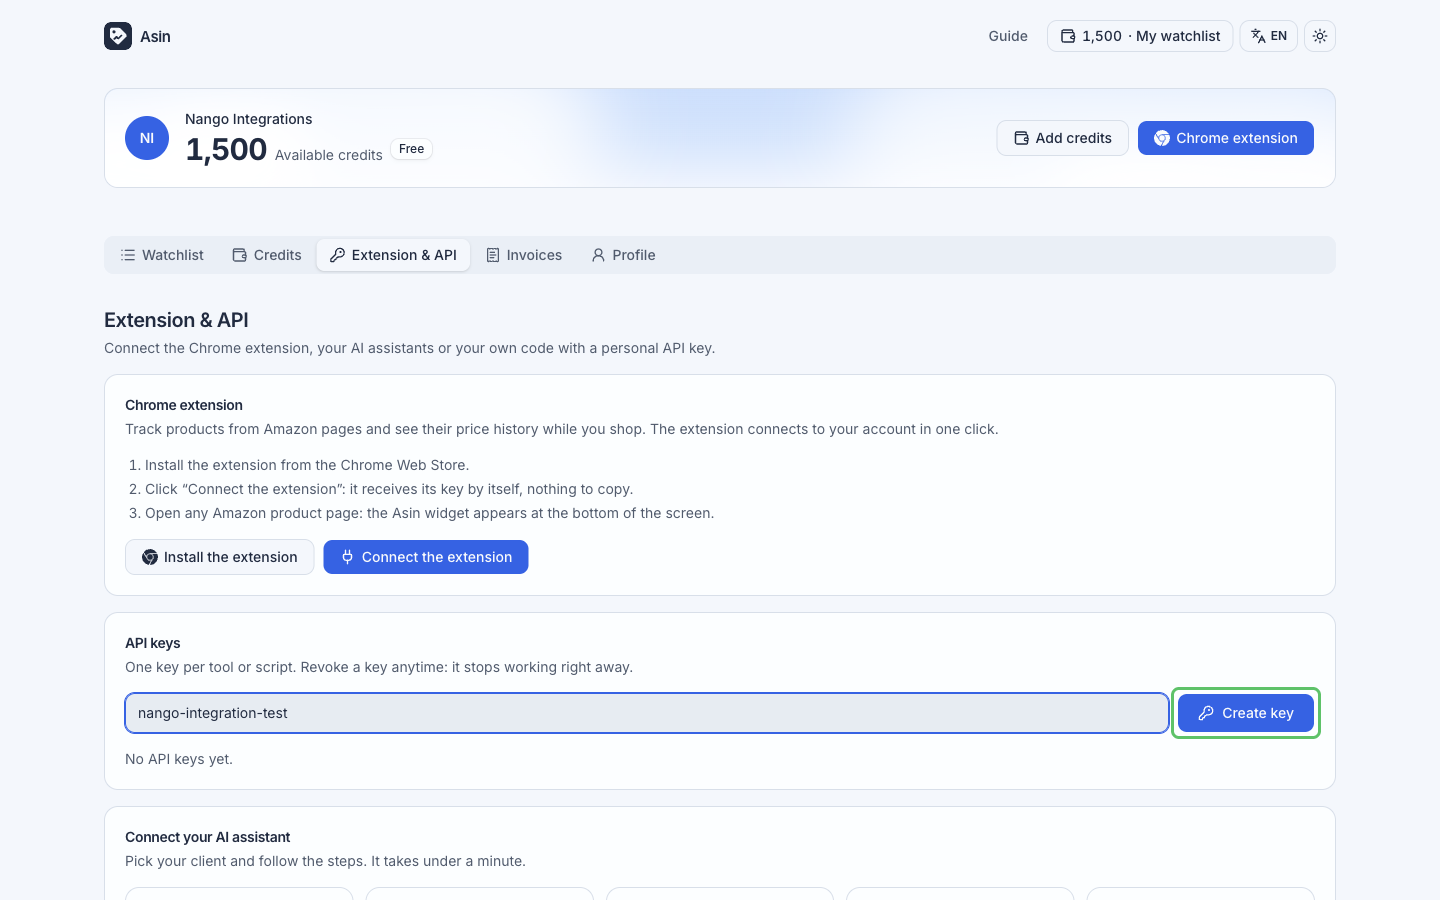 Asin
Guide
1,500 · My watchlist
EN
NI
Nango Integrations
1,500 Available credits Free
Add credits
Chrome extension
Watchlist
Credits
Extension & API
Invoices
Profile
Extension & API
Connect the Chrome extension, your AI assistants or your own code with a personal API key.
Chrome extension
Track products from Amazon pages and see their price history while you shop. The extension connects to your account in one click.
1. Install the extension from the Chrome Web Store.
2. Click “Connect the extension”: it receives its key by itself, nothing to copy.
3. Open any Amazon product page: the Asin widget appears at the bottom of the screen.
Install the extension
Connect the extension
API keys
One key per tool or script. Revoke a key anytime: it stops working right away.
nango-integration-test
Create key
No API keys yet.
Connect your AI assistant
Pick your client and follow the steps. It takes under a minute.